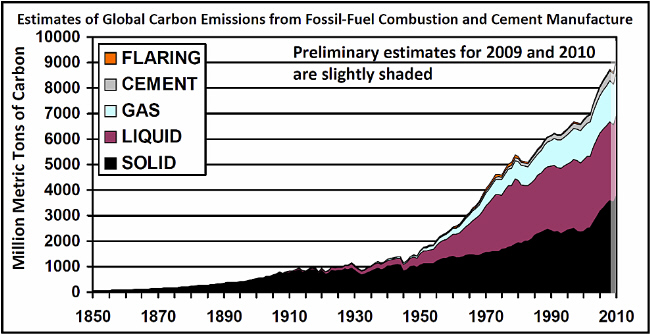 Estimates of Global Carbon Emissions from Fossil-Fuel Combustion and Cement Manufacture
Preliminary estimates for 2009 and 2010
are slightly shaded
FLARING
CEMENT
GAS
LIQUID
SOLID
Million Metric Tons of Carbon
10000
9000
8000
7000
6000
5000
4000
3000
2000
1000
0
1850 1870 1890 1910 1930 1950 1970 1990 2010